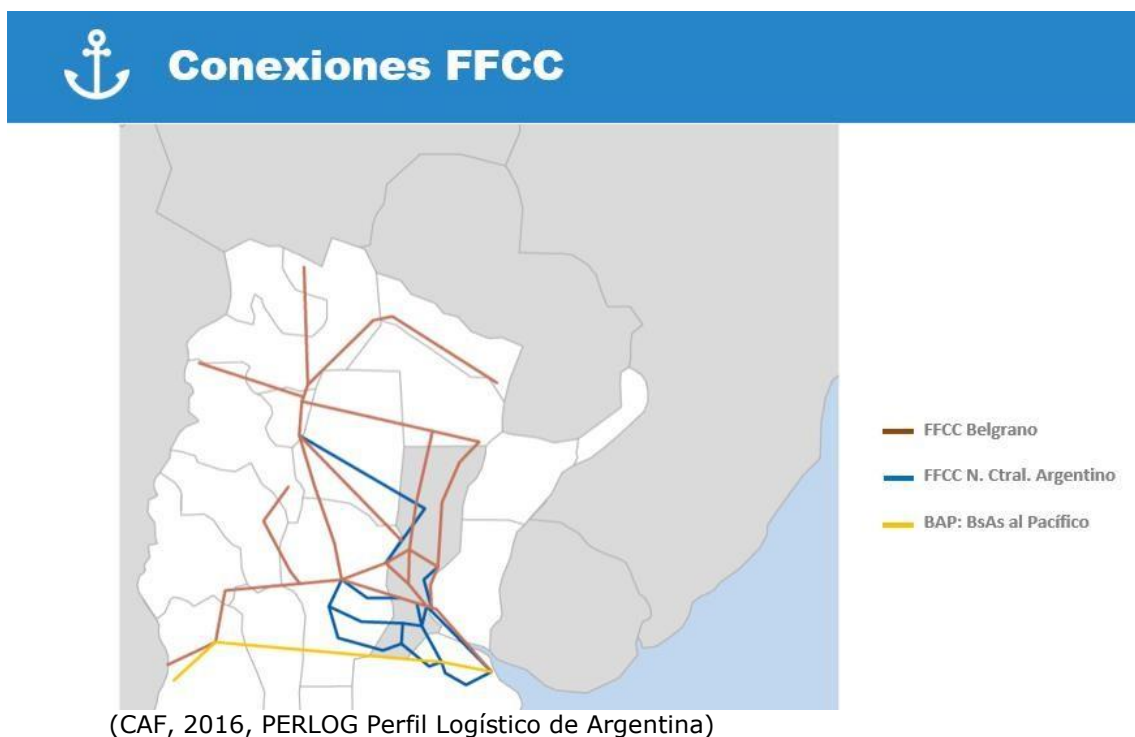 Conexiones FFCC
FFCC Belgrano
FFCC N. Ctral. Argentino
BAP: BsAs al Pacífico
(CAF, 2016, PERLOG Perfil Logístico de Argentina)